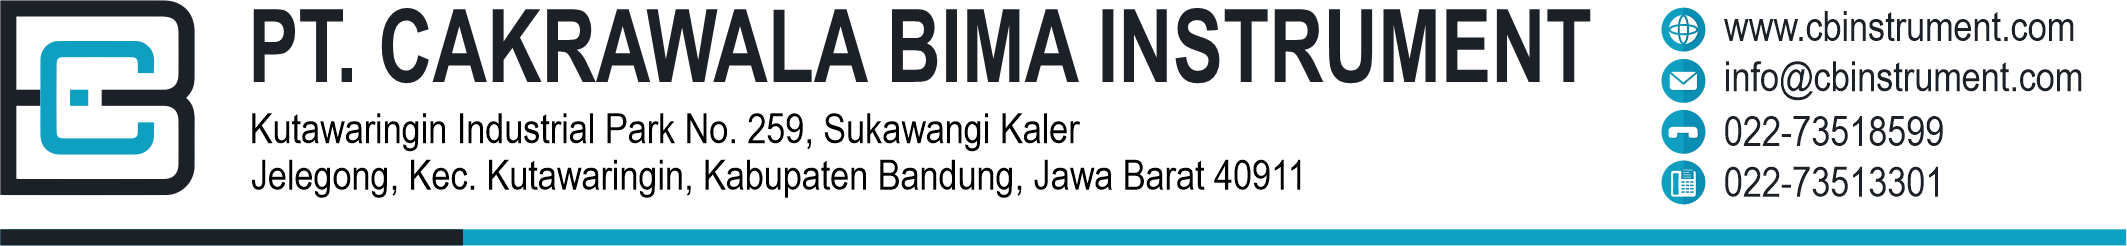 PT. CAKRAWALA BIMA INSTRUMENT
Kutawaringin Industrial Park No. 259, Sukawangi Kaler
Jelegong, Kec. Kutawaringin, Kabupaten Bandung, Jawa Barat 40911
www.cbinstrument.com
info@cbinstrument.com
022-73518599
022-73513301